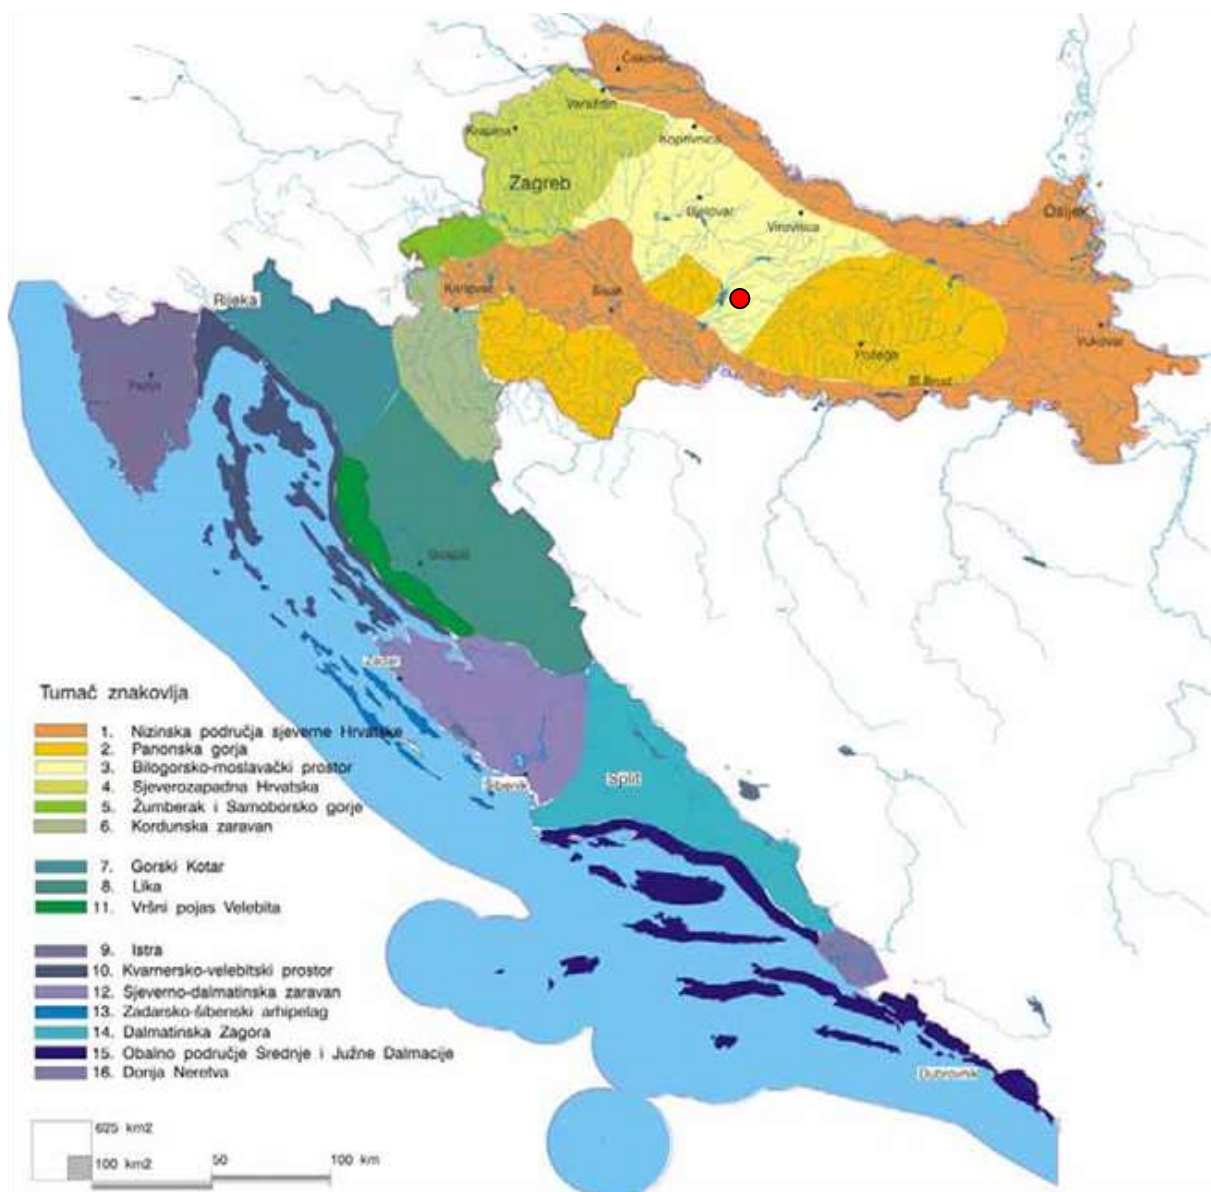 Čakovec
Varaždin
Krapina
Koprivnica
Zagreb
Bjelovar
Virovitica
Osijek
Karlovac
Sisak
Rijeka
Vukovar
Požega
Sl.Brod
Pazin
Gospić
Zadar
Tumač znakovlja
1. Nizinska područja sjeverne Hrvatske
2. Panonska gorja
3. Bilogorsko-moslavački prostor
4. Sjeverozapadna Hrvatska
5. Žumberak i Samoborsko gorje
6. Kordunska zaravan
Šibenik
Split
7. Gorski Kotar
8. Lika
11. Vršni pojas Velebita
9. Istra
10. Kvarnersko-velebitski prostor
12. Sjeverno-dalmatinska zaravan
13. Zadarsko-šibenski arhipelag
14. Dalmatinska Zagora
15. Obalno područje Srednje i Južne Dalmacije
16. Donja Neretva
Dubrovnik
625 km2
100 km2
50
100 km